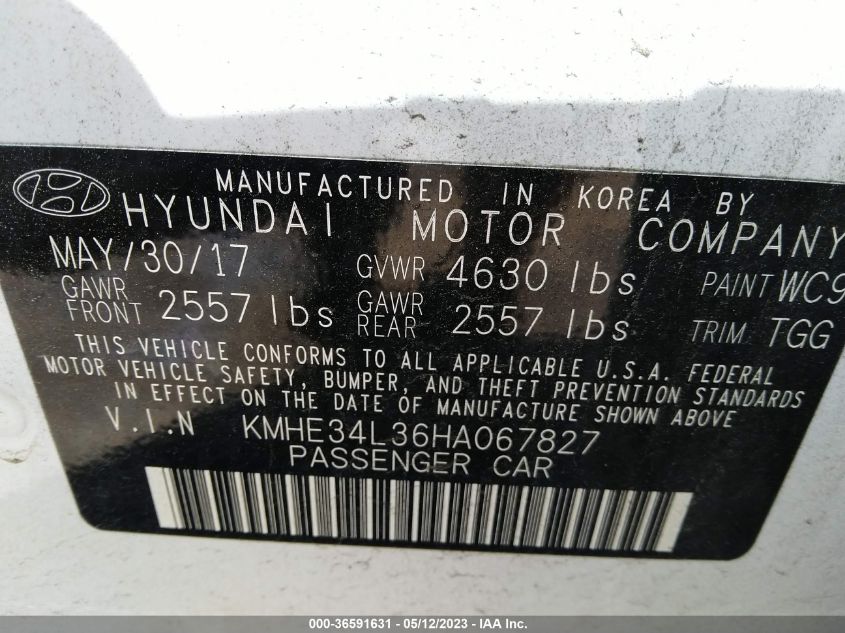 MANUFACTURED IN KOREA BY
HYUNDAI MOTOR COMPANY
MAY/30/17 GVWR 4630 lbs PAINT WC9
GAWR FRONT 2557 lbs GAWR REAR 2557 lbs TRIM TGG
THIS VEHICLE CONFORMS TO ALL APPLICABLE U.S.A. FEDERAL
MOTOR VEHICLE SAFETY, BUMPER, AND THEFT PREVENTION STANDARDS
IN EFFECT ON THE DATE OF MANUFACTURE SHOWN ABOVE
V.I.N KMHE34L36HA067827
PASSENGER CAR
000-36591631 - 05/12/2023 - IAA Inc.